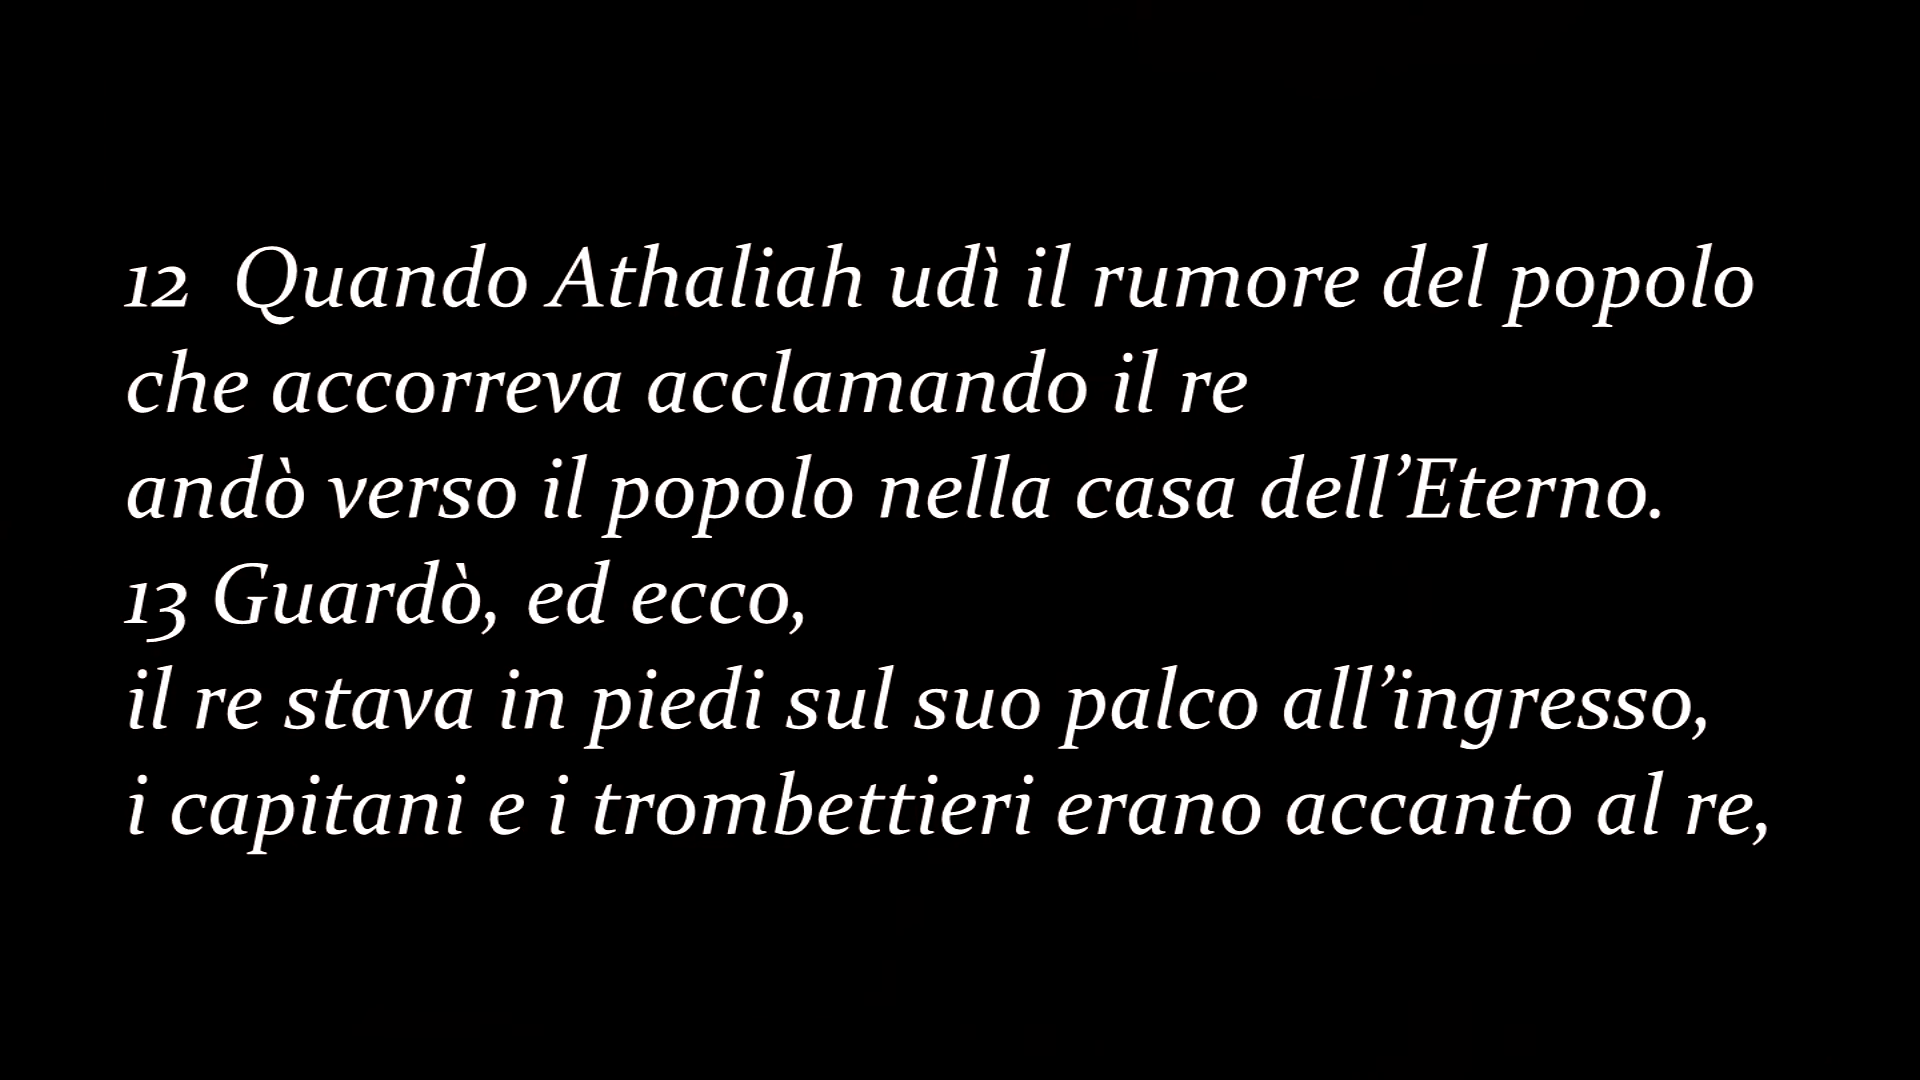 12  Quando Athaliah udì il rumore del popolo
che accorreva acclamando il re
andò verso il popolo nella casa dell’Eterno.
13 Guardò, ed ecco,
il re stava in piedi sul suo palco all’ingresso,
i capitani e i trombettieri erano accanto al re,